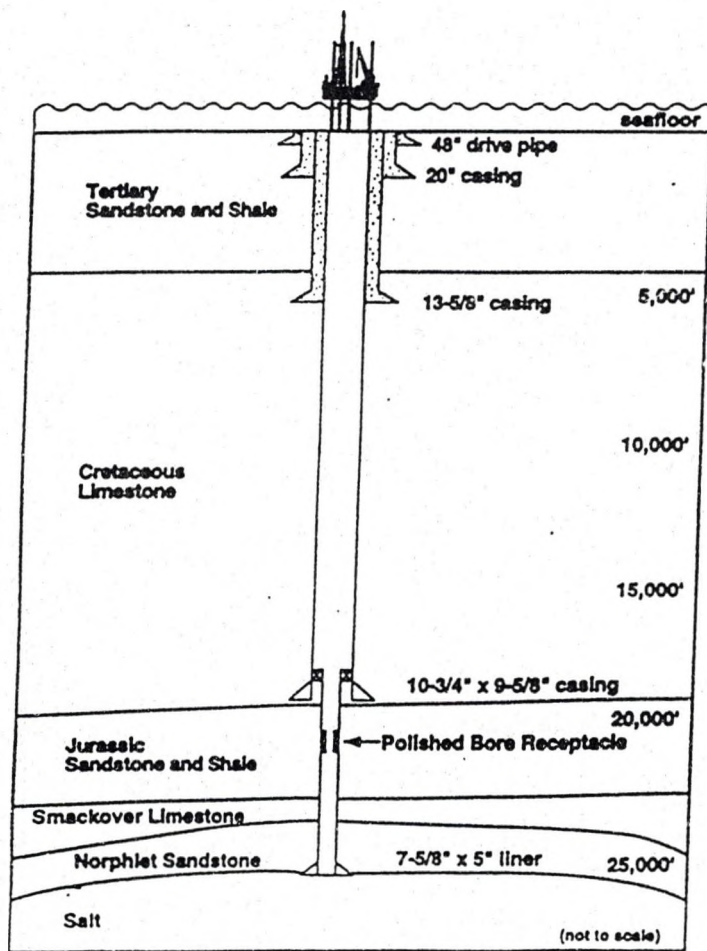 seafloor
48" drive pipe
20" casing
Tertiary
Sandstone and Shale
13-5/8" casing
5,000'
10,000'
Cretaceous
Limestone
15,000'
10-3/4" x 9-5/8" casing
20,000'
Jurassic
Sandstone and Shale
Polished Bore Receptacle
Smackover Limestone
Norphlet Sandstone
7-5/8" x 5" liner
25,000'
Salt
(not to scale)